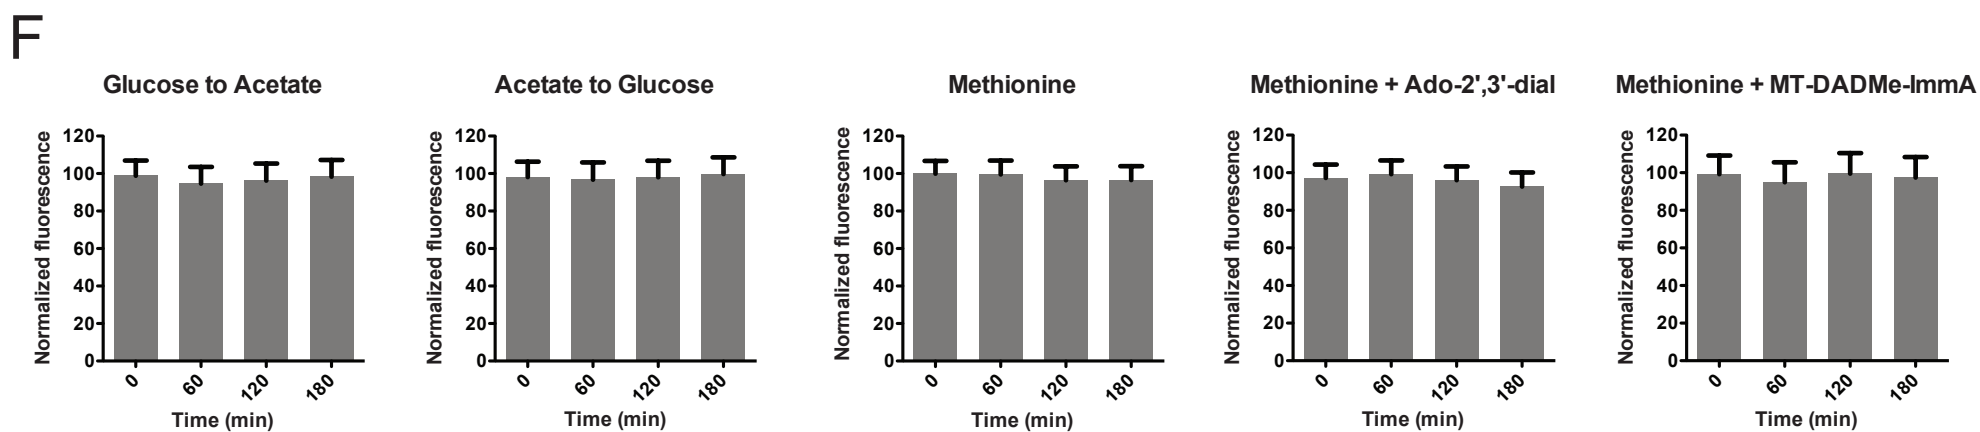 F
Glucose to Acetate
Normalized fluorescence
120
100
80
60
40
20
0
0 60 120 180
Time (min)
Acetate to Glucose
Normalized fluorescence
120
100
80
60
40
20
0
0 60 120 180
Time (min)
Methionine
Normalized fluorescence
120
100
80
60
40
20
0
0 60 120 180
Time (min)
Methionine + Ado-2',3'-dial
Normalized fluorescence
120
100
80
60
40
20
0
0 60 120 180
Time (min)
Methionine + MT-DADMe-ImmA
Normalized fluorescence
120
100
80
60
40
20
0
0 60 120 180
Time (min)